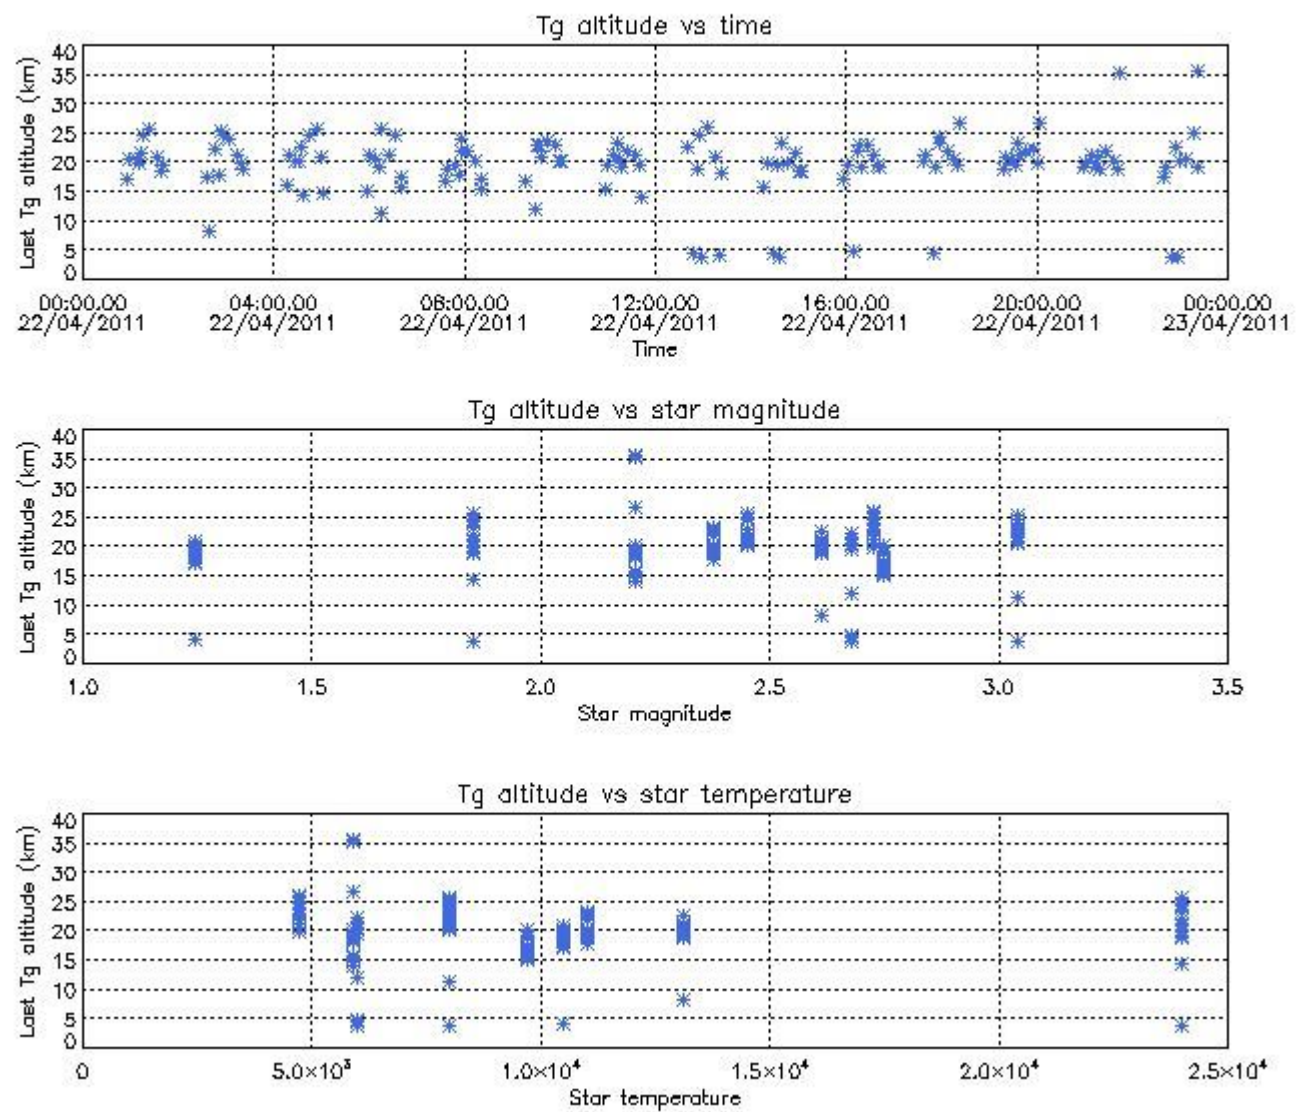 Tg altitude vs time
Last Tg altitude (km)
40
35
30
25
20
15
10
5
0
00:00.00 04:00.00 08:00.00 12:00.00 16:00.00 20:00.00 00:00.00
22/04/2011 22/04/2011 22/04/2011 22/04/2011 22/04/2011 22/04/2011 23/04/2011
Time
Tg altitude vs star magnitude
Last Tg altitude (km)
40
35
30
25
20
15
10
5
0
1.0 1.5 2.0 2.5 3.0 3.5
Star magnitude
Tg altitude vs star temperature
Last Tg altitude (km)
40
35
30
25
20
15
10
5
0
0 5.0×10³ 1.0×10⁴ 1.5×10⁴ 2.0×10⁴ 2.5×10⁴
Star temperature